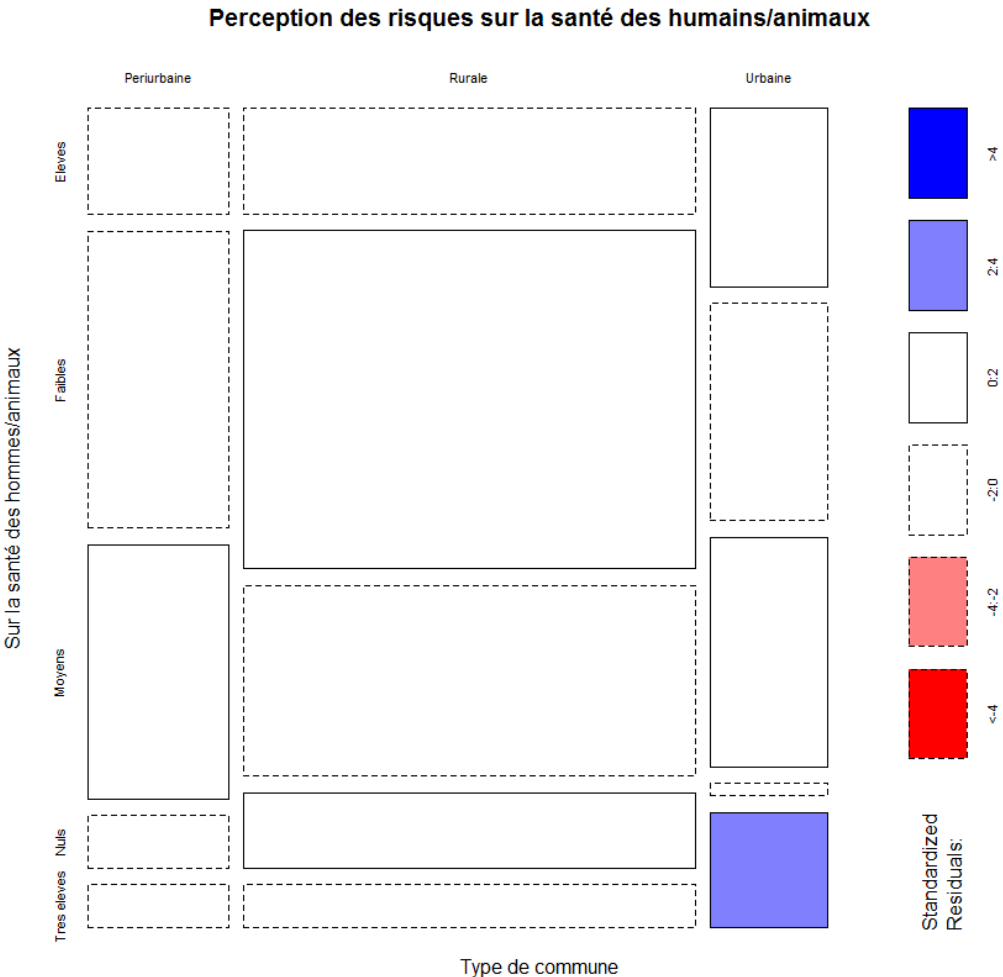 Perception des risques sur la santé des humains/animaux
Periurbaine
Rurale
Urbaine
Eleves
Faibles
Moyens
Nuls
Tres eleves
Sur la santé des hommes/animaux
Type de commune
>4
2:4
0:2
-2:0
-4:-2
<-4
Standardized
Residuals: